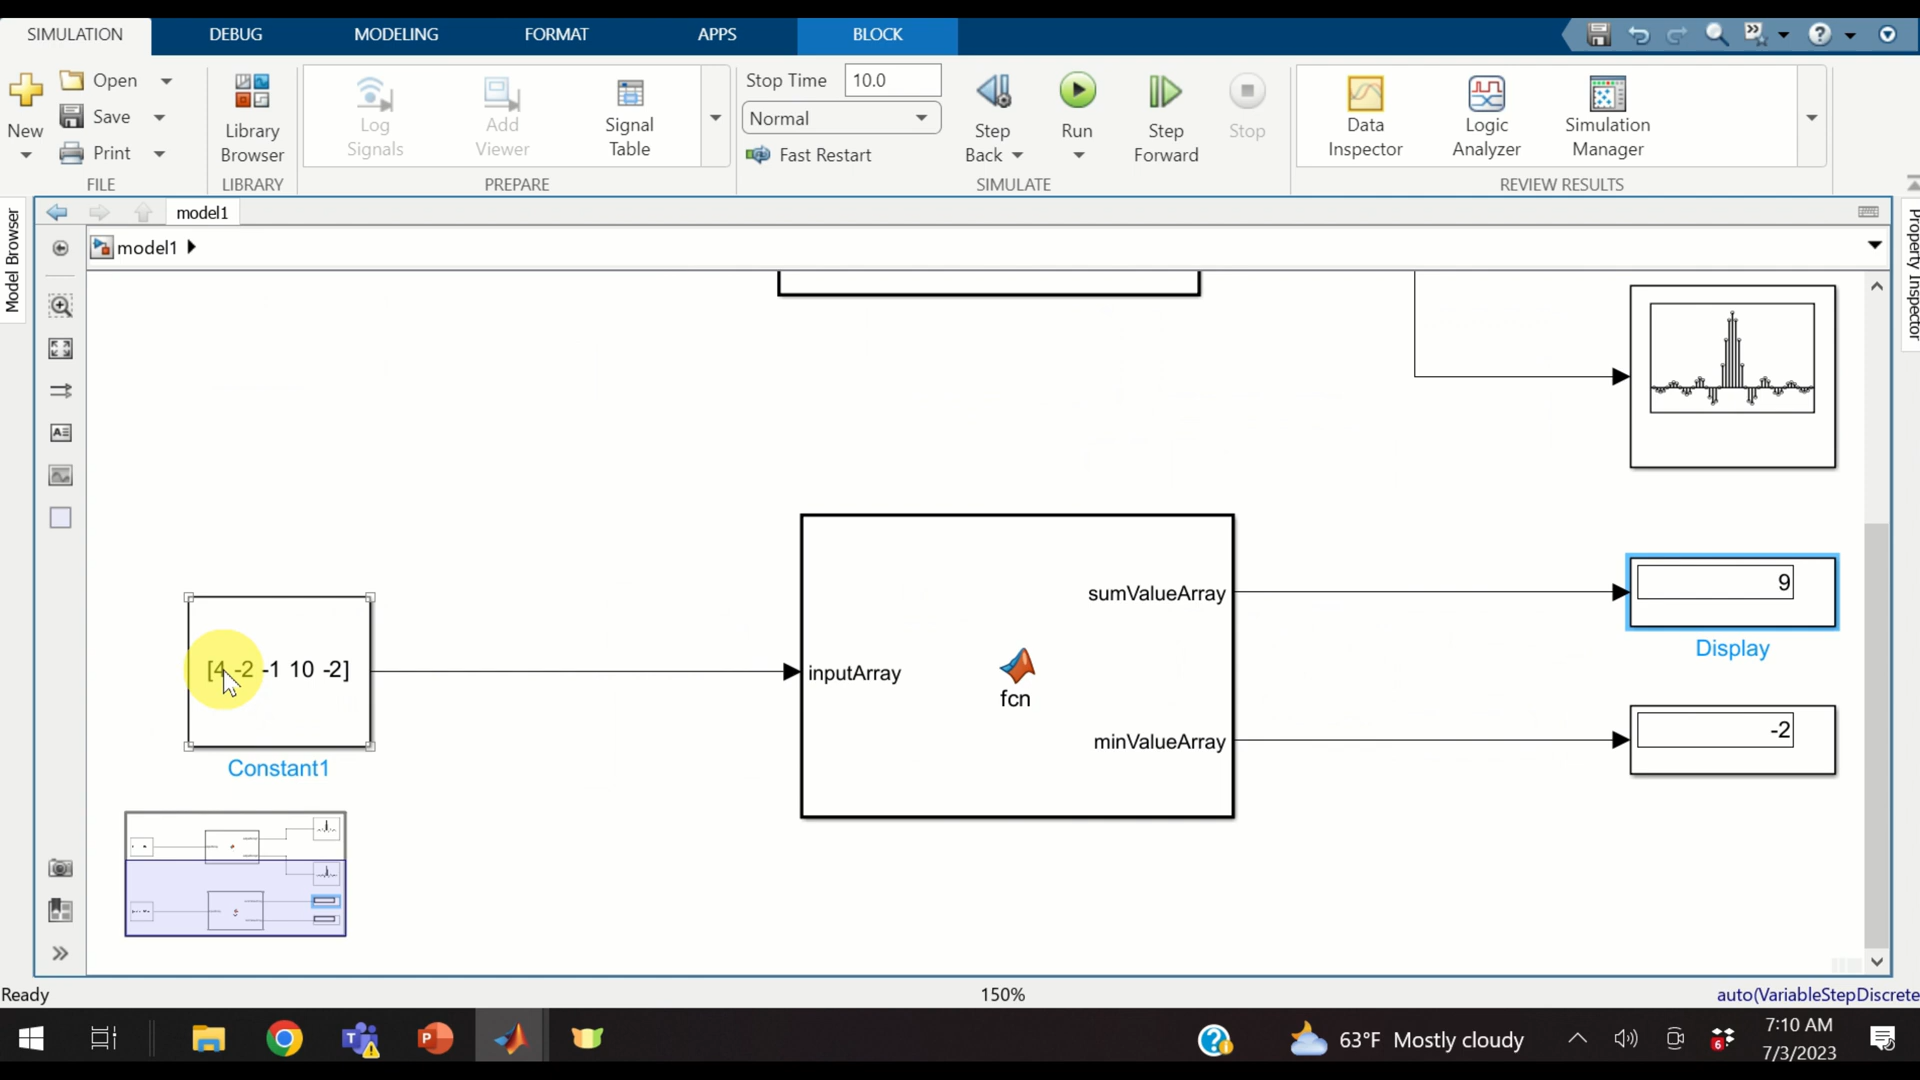 SIMULATION DEBUG MODELING FORMAT APPS BLOCK
New
Open
Save
Print
FILE
Library
Browser
LIBRARY
Log
Signals
Add
Viewer
Signal
Table
PREPARE
Stop Time 10.0
Normal
Fast Restart
Step
Back
Run
Step
Forward
Stop
SIMULATE
Data
Inspector
Logic
Analyzer
Simulation
Manager
REVIEW RESULTS
Model Browser
Property Inspector
model1
model1
[4 -2 -1 10 -2]
Constant1
inputArray
fcn
sumValueArray
minValueArray
9
Display
-2
Ready
150%
auto(VariableStepDiscrete
63°F Mostly cloudy
6
7:10 AM
7/3/2023